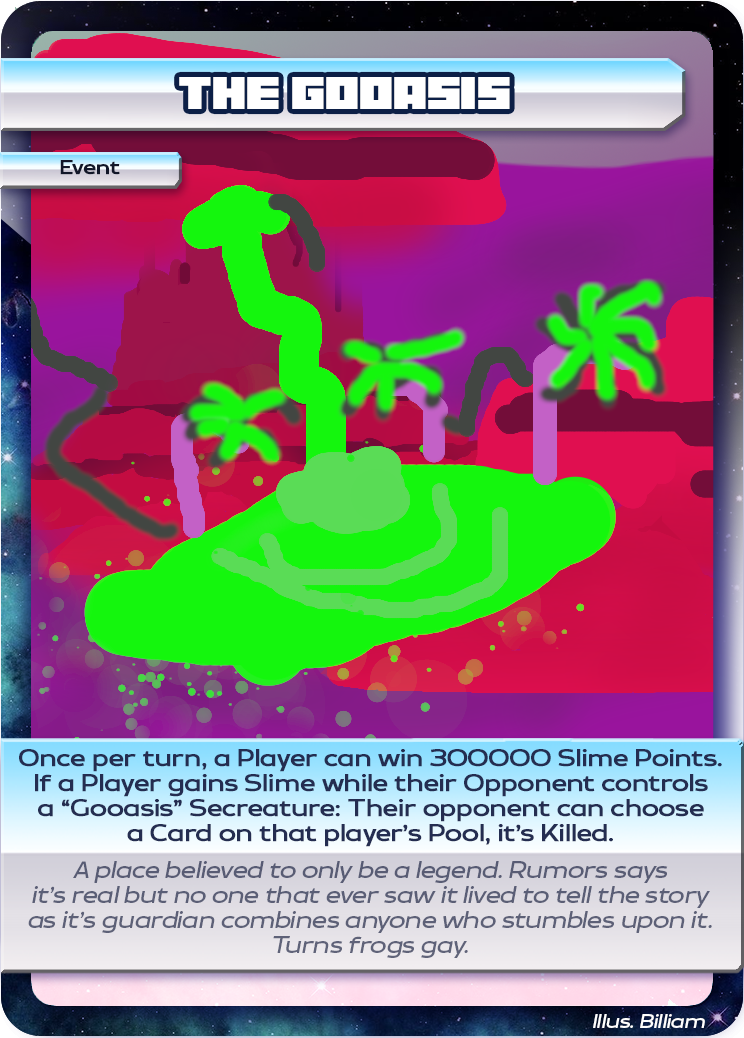 THE GOOASIS
Event
Once per turn, a Player can win 300000 Slime Points.
If a Player gains Slime while their Opponent controls
a “Gooasis” Secreature: Their opponent can choose
a Card on that player’s Pool, it’s Killed.
A place believed to only be a legend. Rumors says
it’s real but no one that ever saw it lived to tell the story
as it’s guardian combines anyone who stumbles upon it.
Turns frogs gay.
Illus. Billiam